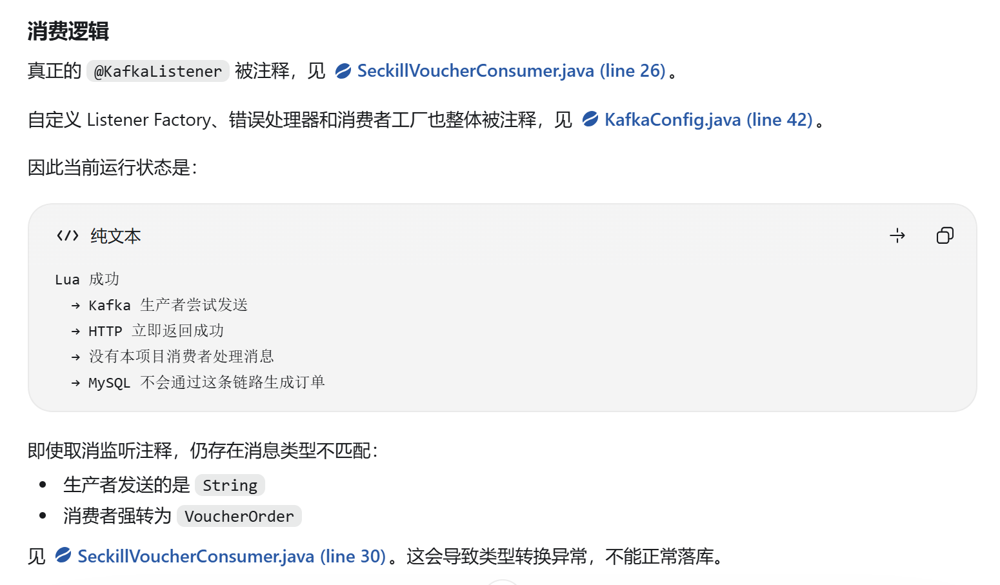 消费逻辑
真正的 @KafkaListener 被注释，见 SeckillVoucherConsumer.java (line 26)。
自定义 Listener Factory、错误处理器和消费者工厂也整体被注释，见 KafkaConfig.java (line 42)。
因此当前运行状态是：
</> 纯文本
Lua 成功
→ Kafka 生产者尝试发送
→ HTTP 立即返回成功
→ 没有本项目消费者处理消息
→ MySQL 不会通过这条链路生成订单
即使取消监听注释，仍存在消息类型不匹配：
• 生产者发送的是 String
• 消费者强转为 VoucherOrder
见 SeckillVoucherConsumer.java (line 30)。这会导致类型转换异常，不能正常落库。